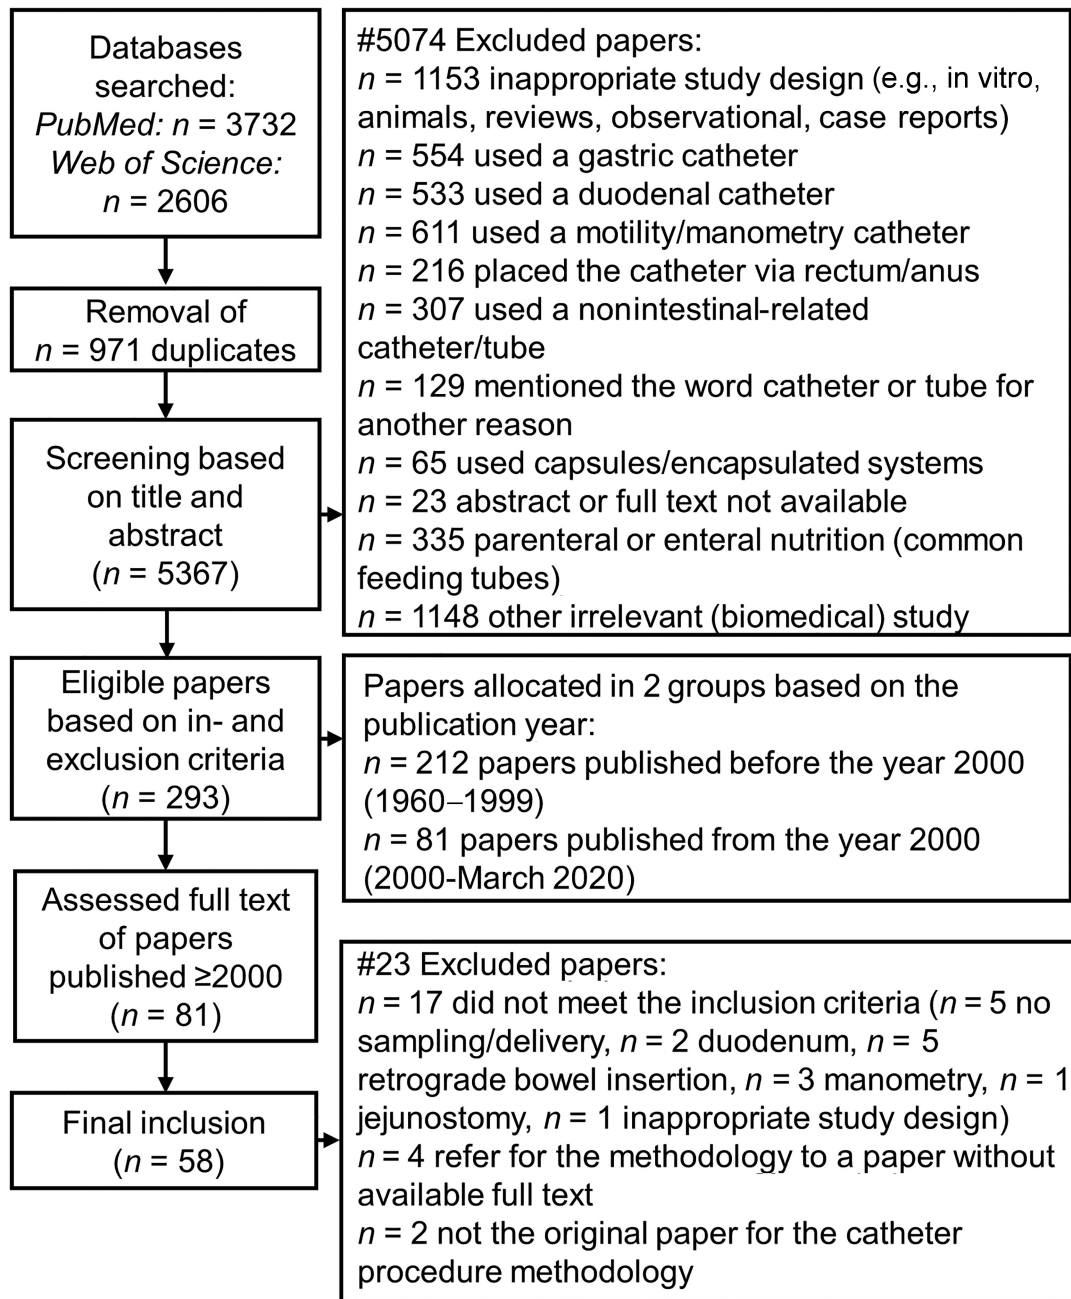 Databases
searched:
PubMed: n = 3732
Web of Science:
n = 2606
Removal of
n = 971 duplicates
Screening based
on title and
abstract
(n = 5367)
#5074 Excluded papers:
n = 1153 inappropriate study design (e.g., in vitro,
animals, reviews, observational, case reports)
n = 554 used a gastric catheter
n = 533 used a duodenal catheter
n = 611 used a motility/manometry catheter
n = 216 placed the catheter via rectum/anus
n = 307 used a nonintestinal-related
catheter/tube
n = 129 mentioned the word catheter or tube for
another reason
n = 65 used capsules/encapsulated systems
n = 23 abstract or full text not available
n = 335 parenteral or enteral nutrition (common
feeding tubes)
n = 1148 other irrelevant (biomedical) study
Eligible papers
based on in- and
exclusion criteria
(n = 293)
Papers allocated in 2 groups based on the
publication year:
n = 212 papers published before the year 2000
(1960–1999)
n = 81 papers published from the year 2000
(2000-March 2020)
Assessed full text
of papers
published ≥2000
(n = 81)
Final inclusion
(n = 58)
#23 Excluded papers:
n = 17 did not meet the inclusion criteria (n = 5 no
sampling/delivery, n = 2 duodenum, n = 5
retrograde bowel insertion, n = 3 manometry, n = 1
jejunostomy, n = 1 inappropriate study design)
n = 4 refer for the methodology to a paper without
available full text
n = 2 not the original paper for the catheter
procedure methodology